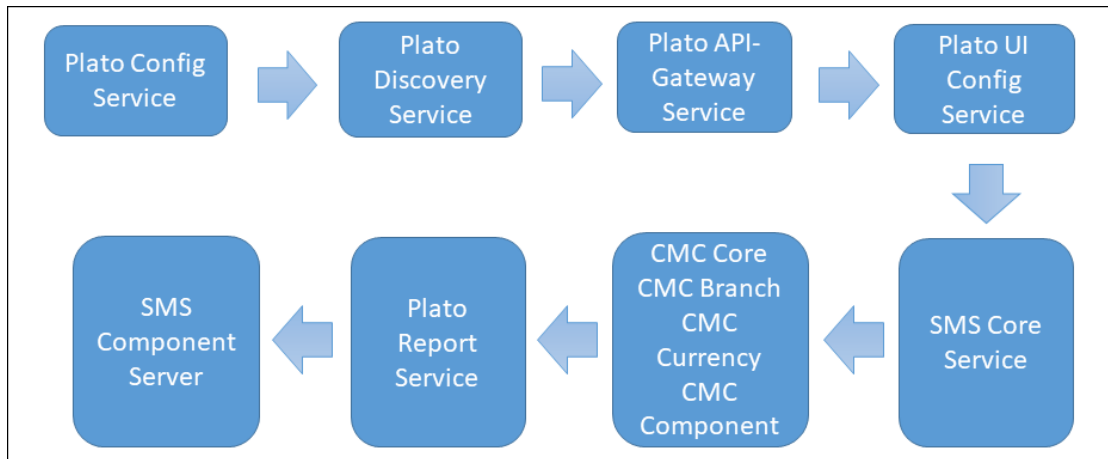 Plato Config
Service
Plato
Discovery
Service
Plato API-
Gateway
Service
Plato UI
Config
Service
SMS Core
Service
CMC Core
CMC Branch
CMC
Currency
CMC
Component
Plato
Report
Service
SMS
Component
Server